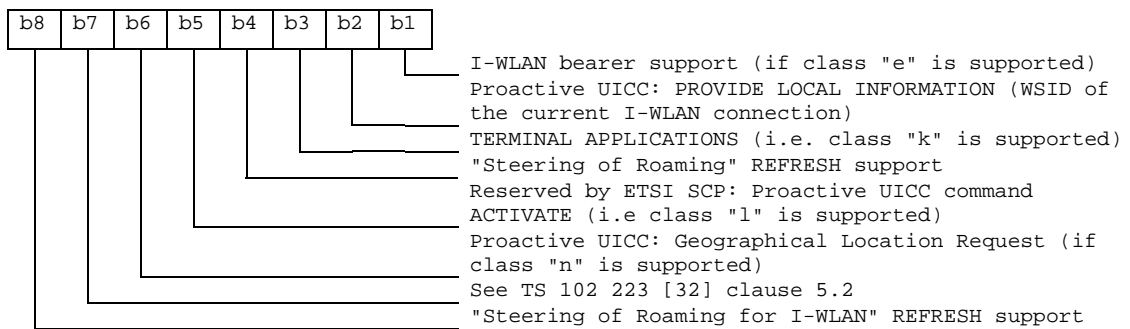 b8 b7 b6 b5 b4 b3 b2 b1
I-WLAN bearer support (if class "e" is supported)
Proactive UICC: PROVIDE LOCAL INFORMATION (WSID of
the current I-WLAN connection)
TERMINAL APPLICATIONS (i.e. class "k" is supported)
"Steering of Roaming" REFRESH support
Reserved by ETSI SCP: Proactive UICC command
ACTIVATE (i.e class "l" is supported)
Proactive UICC: Geographical Location Request (if
class "n" is supported)
See TS 102 223 [32] clause 5.2
"Steering of Roaming for I-WLAN" REFRESH support